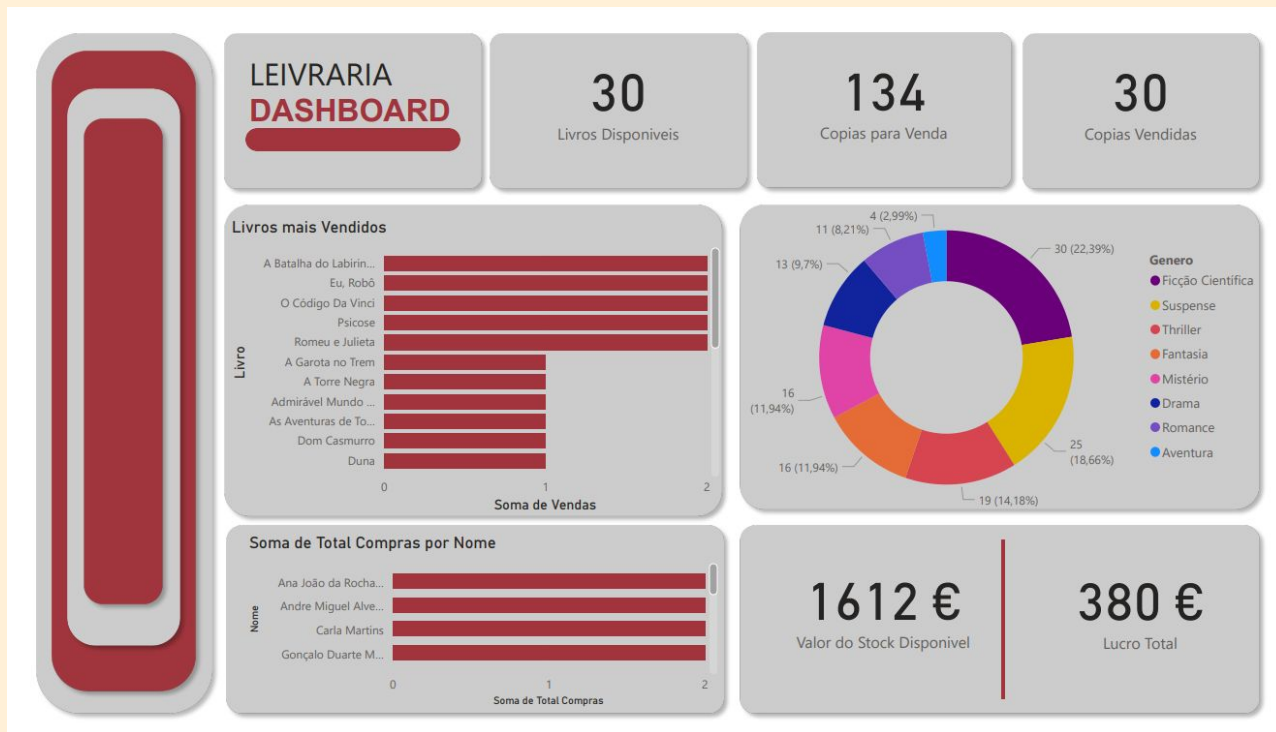 LEIVRARIA
DASHBOARD
30
Livros Disponiveis
134
Copias para Venda
30
Copias Vendidas
Livros mais Vendidos
Livro
A Batalha do Labirin...
Eu, Robô
O Código Da Vinci
Psicose
Romeu e Julieta
A Garota no Trem
A Torre Negra
Admirável Mundo ...
As Aventuras de To...
Dom Casmurro
Duna
0
1
2
Soma de Vendas
4 (2,99%)
11 (8,21%)
13 (9,7%)
16
(11,94%)
16 (11,94%)
19 (14,18%)
25
(18,66%)
30 (22,39%)
Genero
Ficção Científica
Suspense
Thriller
Fantasia
Mistério
Drama
Romance
Aventura
Soma de Total Compras por Nome
Nome
Ana João da Rocha...
Andre Miguel Alve...
Carla Martins
Gonçalo Duarte M...
0
1
2
Soma de Total Compras
1612 €
Valor do Stock Disponivel
380 €
Lucro Total